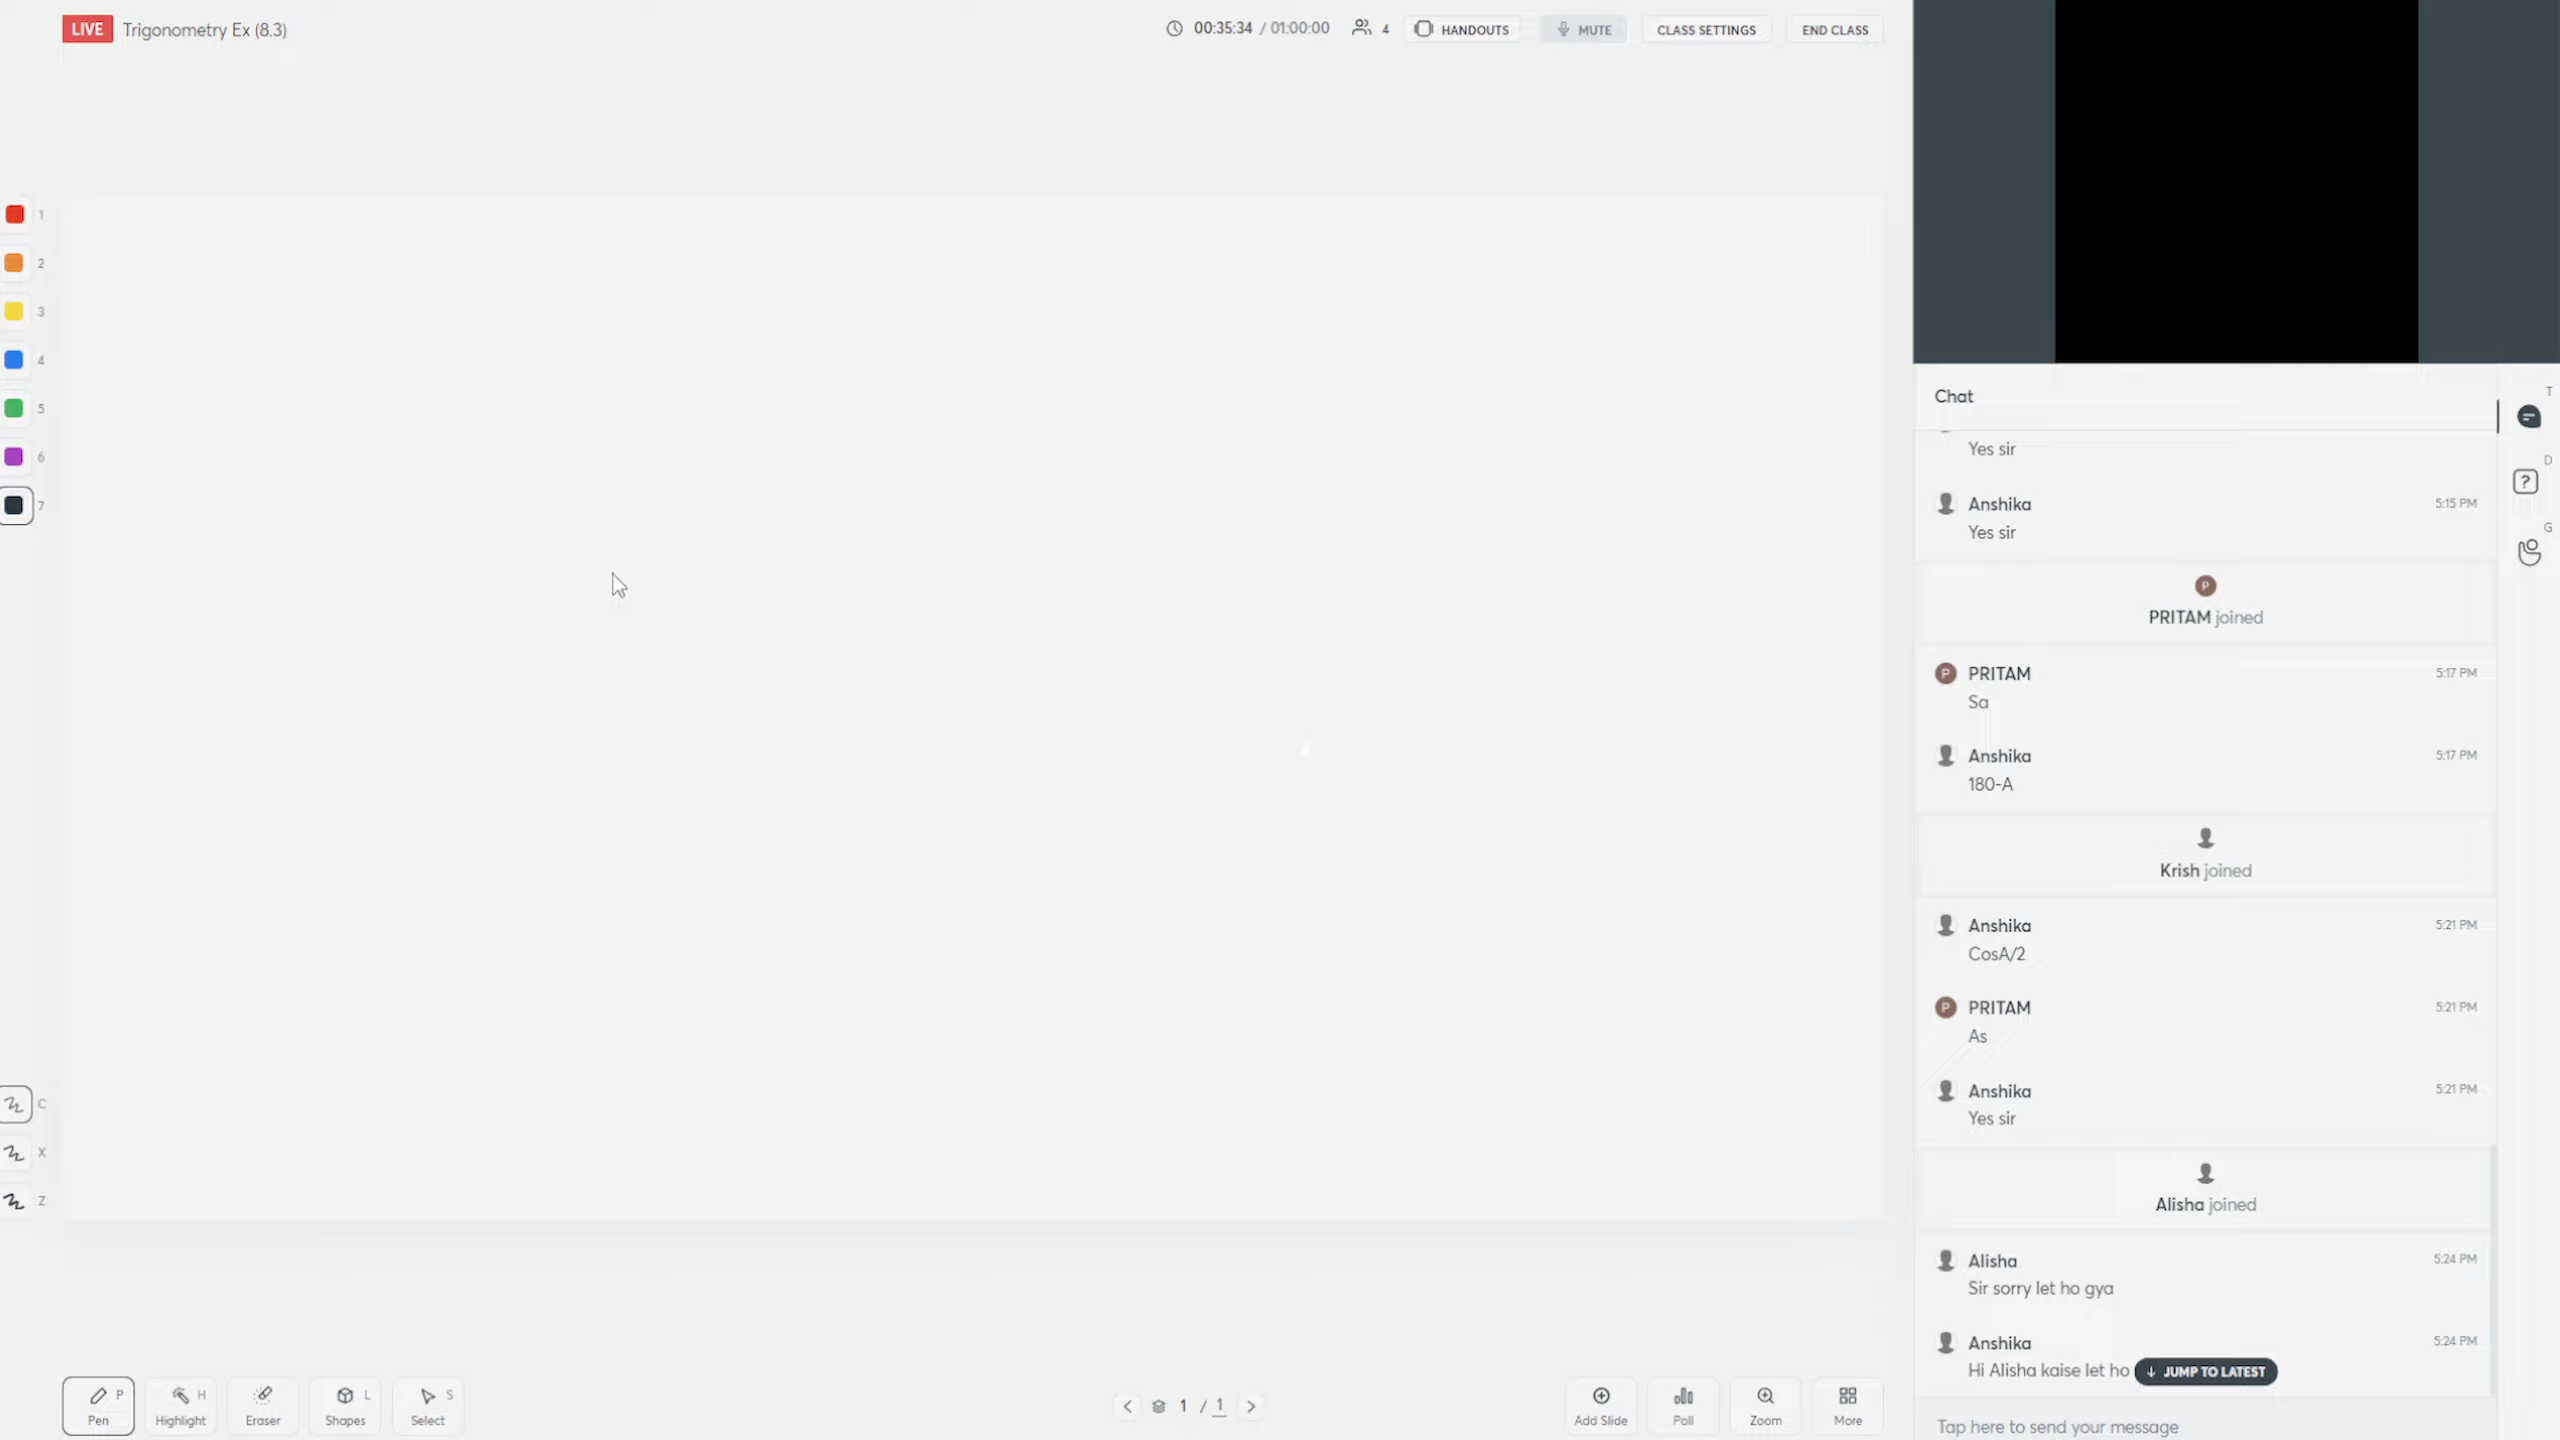 LIVE Trigonometry Ex (8.3)
00:35:34 / 01:00:00 4 HANDOUTS MUTE CLASS SETTINGS END CLASS
1
2
3
4
5
6
7
C
X
Z
Pen P
Highlight H
Eraser
Shapes L
Select S
1 / 1
Add Slide
Poll
Zoom
More
Chat
T
D
G
Yes sir
Anshika 5:15 PM
Yes sir
P
PRITAM joined
P PRITAM 5:17 PM
Sa
Anshika 5:17 PM
180-A
Krish joined
Anshika 5:21 PM
CosA/2
P PRITAM 5:21 PM
As
Anshika 5:21 PM
Yes sir
Alisha joined
Alisha 5:24 PM
Sir sorry let ho gya
Anshika 5:24 PM
Hi Alisha kaise let ho
JUMP TO LATEST
Tap here to send your message